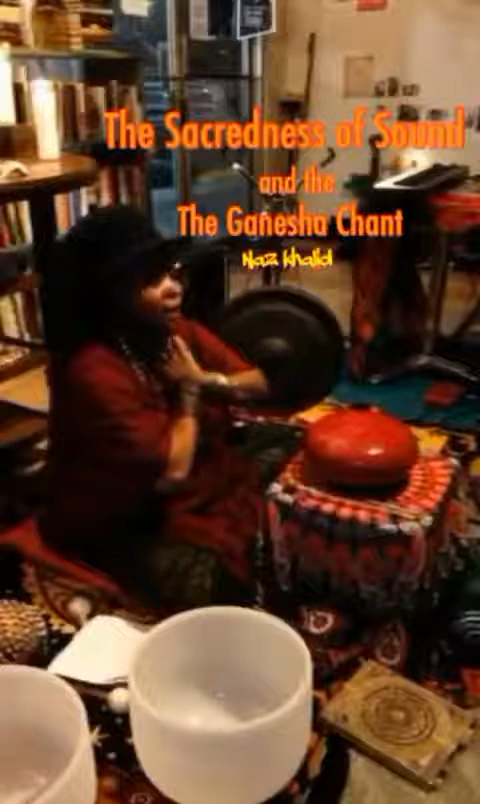 The Sacredness of Sound
and the
The Ganesha Chant
Naz Khalid